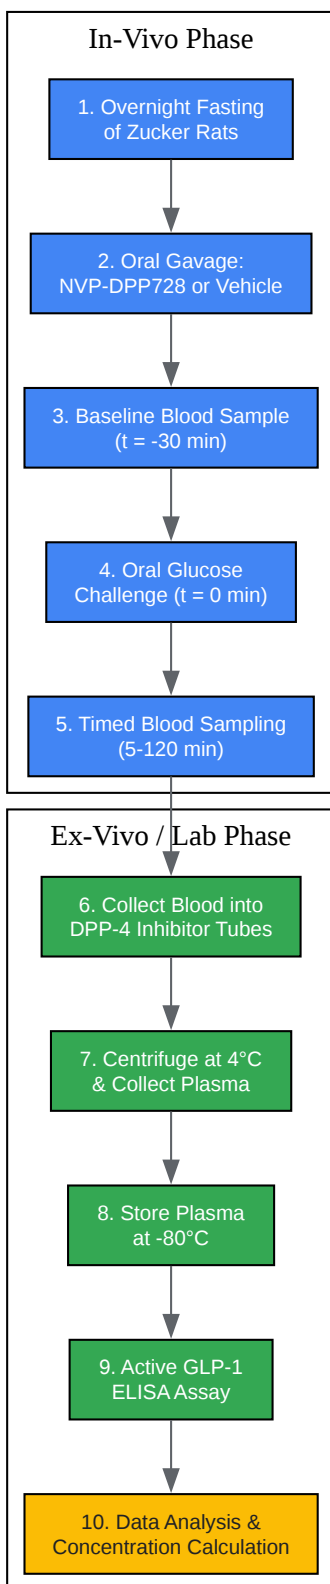 In-Vivo Phase
1. Overnight Fasting
of Zucker Rats
2. Oral Gavage:
NVP-DPP728 or Vehicle
3. Baseline Blood Sample
(t = -30 min)
4. Oral Glucose
Challenge (t = 0 min)
5. Timed Blood Sampling
(5-120 min)
Ex-Vivo / Lab Phase
6. Collect Blood into
DPP-4 Inhibitor Tubes
7. Centrifuge at 4°C
& Collect Plasma
8. Store Plasma
at -80°C
9. Active GLP-1
ELISA Assay
10. Data Analysis &
Concentration Calculation